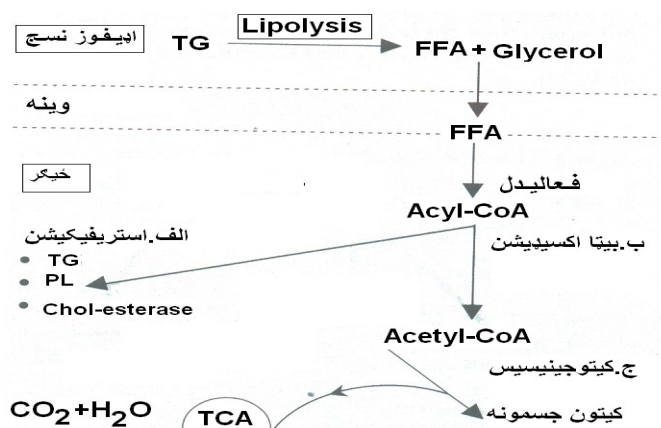 اډيفوز نسج TG Lipolysis FFA + Glycerol
وينه
FFA
ځيګر
فعاليدل
Acyl-CoA
الف.استريفيکيشن
ب.بيټا اکسيډيشن
TG
PL
Chol-esterase
Acetyl-CoA
ج.کيتوجينيسيس
CO₂+H₂O TCA کيتون جسمونه